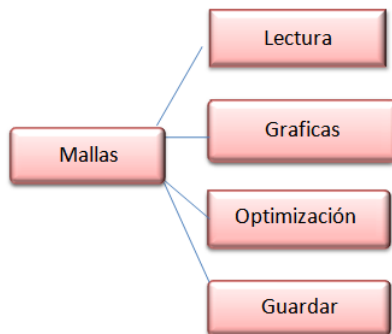 Lectura
Graficas
Mallas
Optimización
Guardar